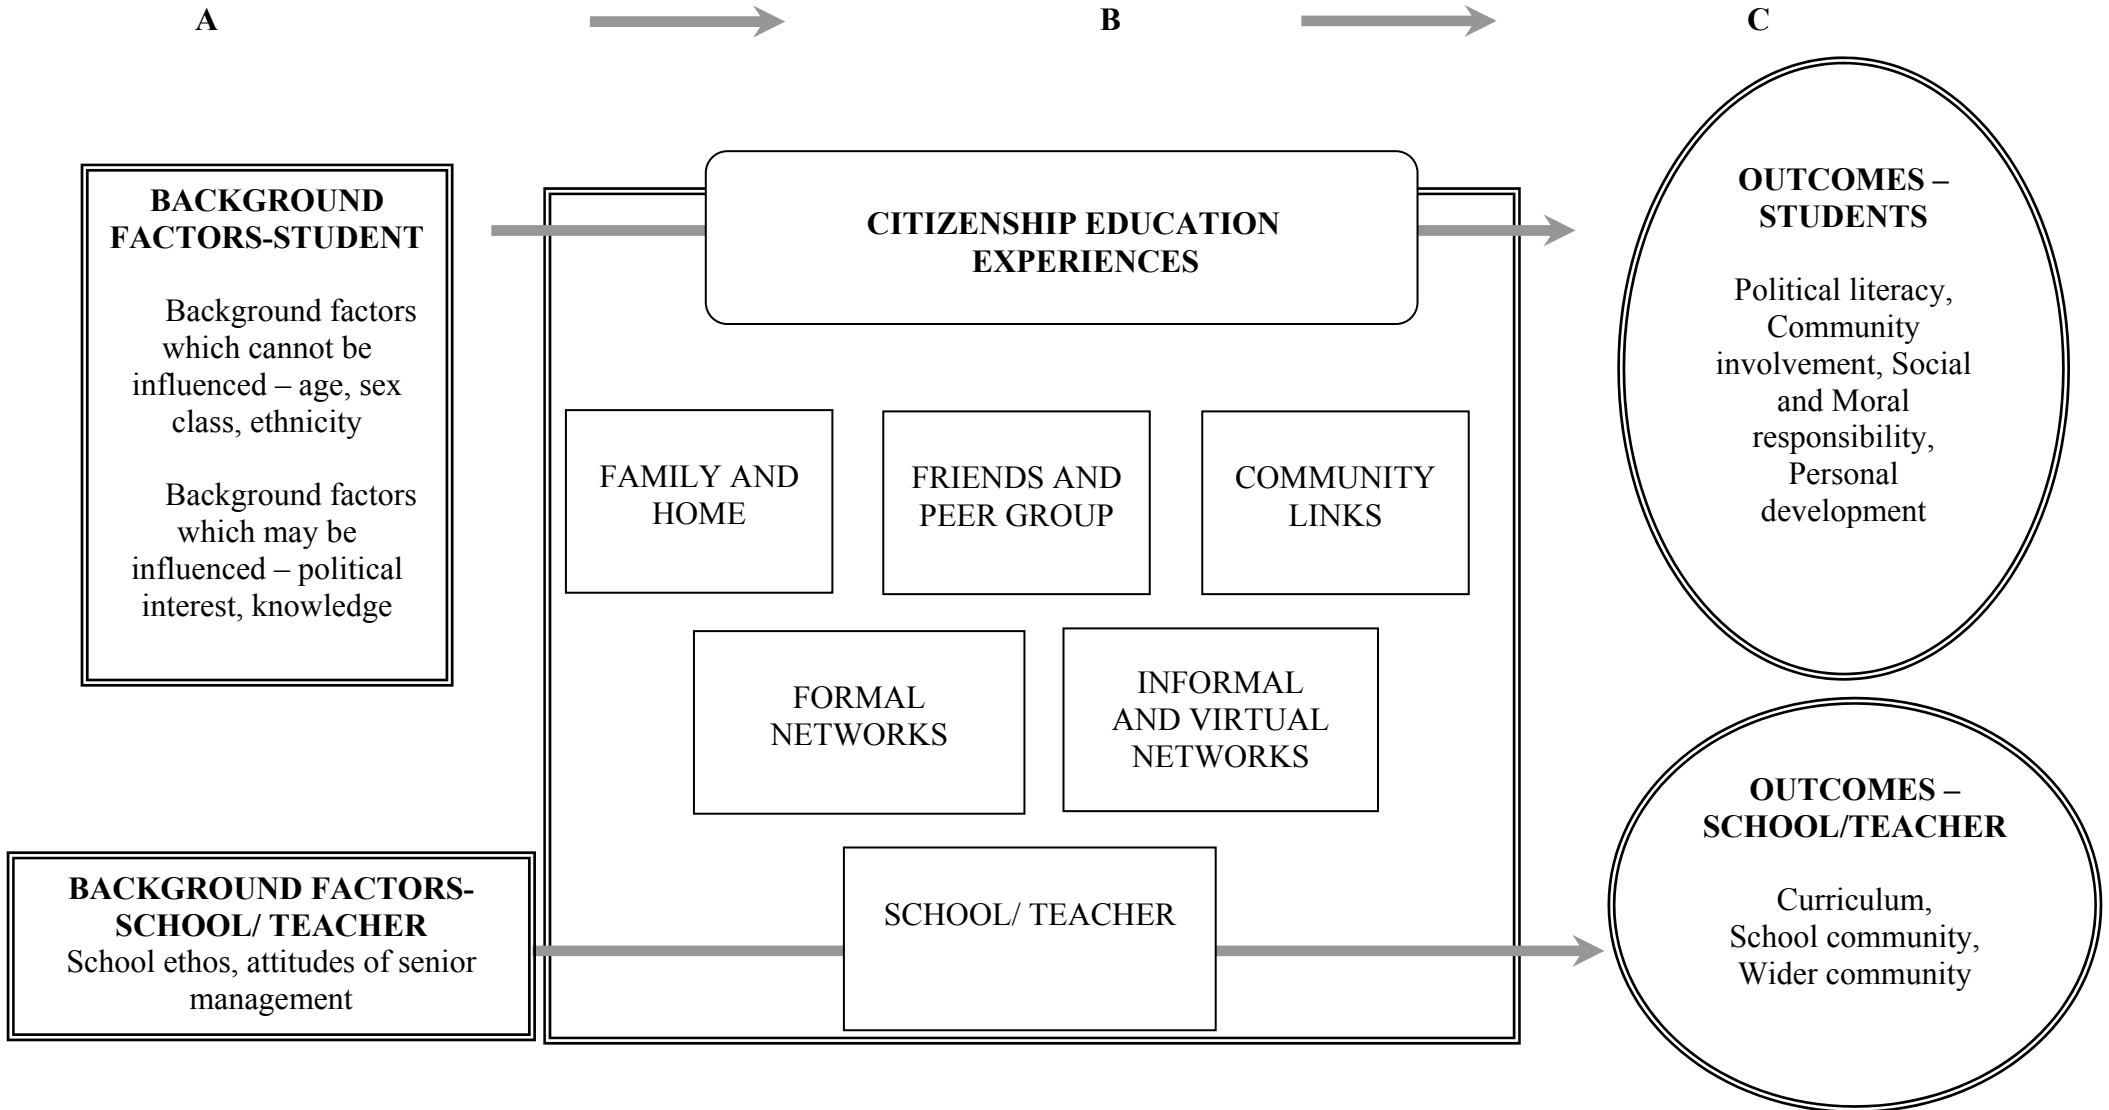 A
B
C
BACKGROUND
FACTORS-STUDENT
Background factors
which cannot be
influenced – age, sex
class, ethnicity
Background factors
which may be
influenced – political
interest, knowledge
BACKGROUND FACTORS-
SCHOOL/ TEACHER
School ethos, attitudes of senior
management
CITIZENSHIP EDUCATION
EXPERIENCES
FAMILY AND
HOME
FRIENDS AND
PEER GROUP
COMMUNITY
LINKS
FORMAL
NETWORKS
INFORMAL
AND VIRTUAL
NETWORKS
SCHOOL/ TEACHER
OUTCOMES –
STUDENTS
Political literacy,
Community
involvement, Social
and Moral
responsibility,
Personal
development
OUTCOMES –
SCHOOL/TEACHER
Curriculum,
School community,
Wider community